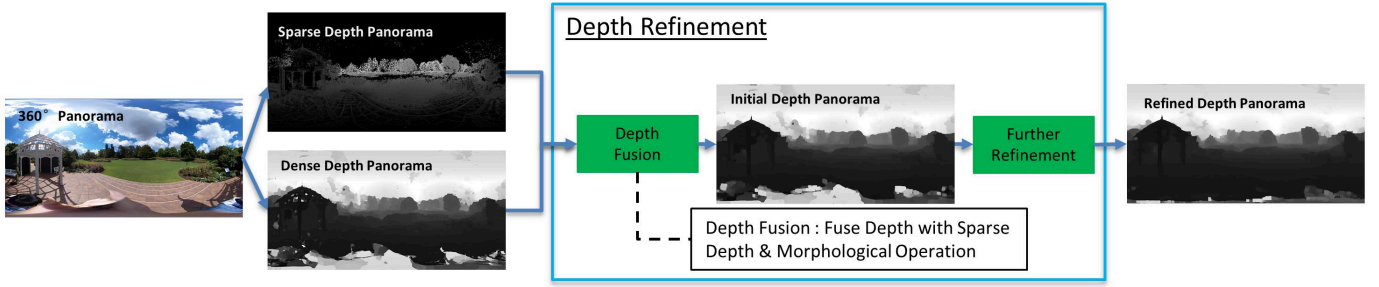 360° Panorama
Sparse Depth Panorama
Dense Depth Panorama
Depth Refinement
Depth
Fusion
Initial Depth Panorama
Depth Fusion : Fuse Depth with Sparse
Depth & Morphological Operation
Further
Refinement
Refined Depth Panorama